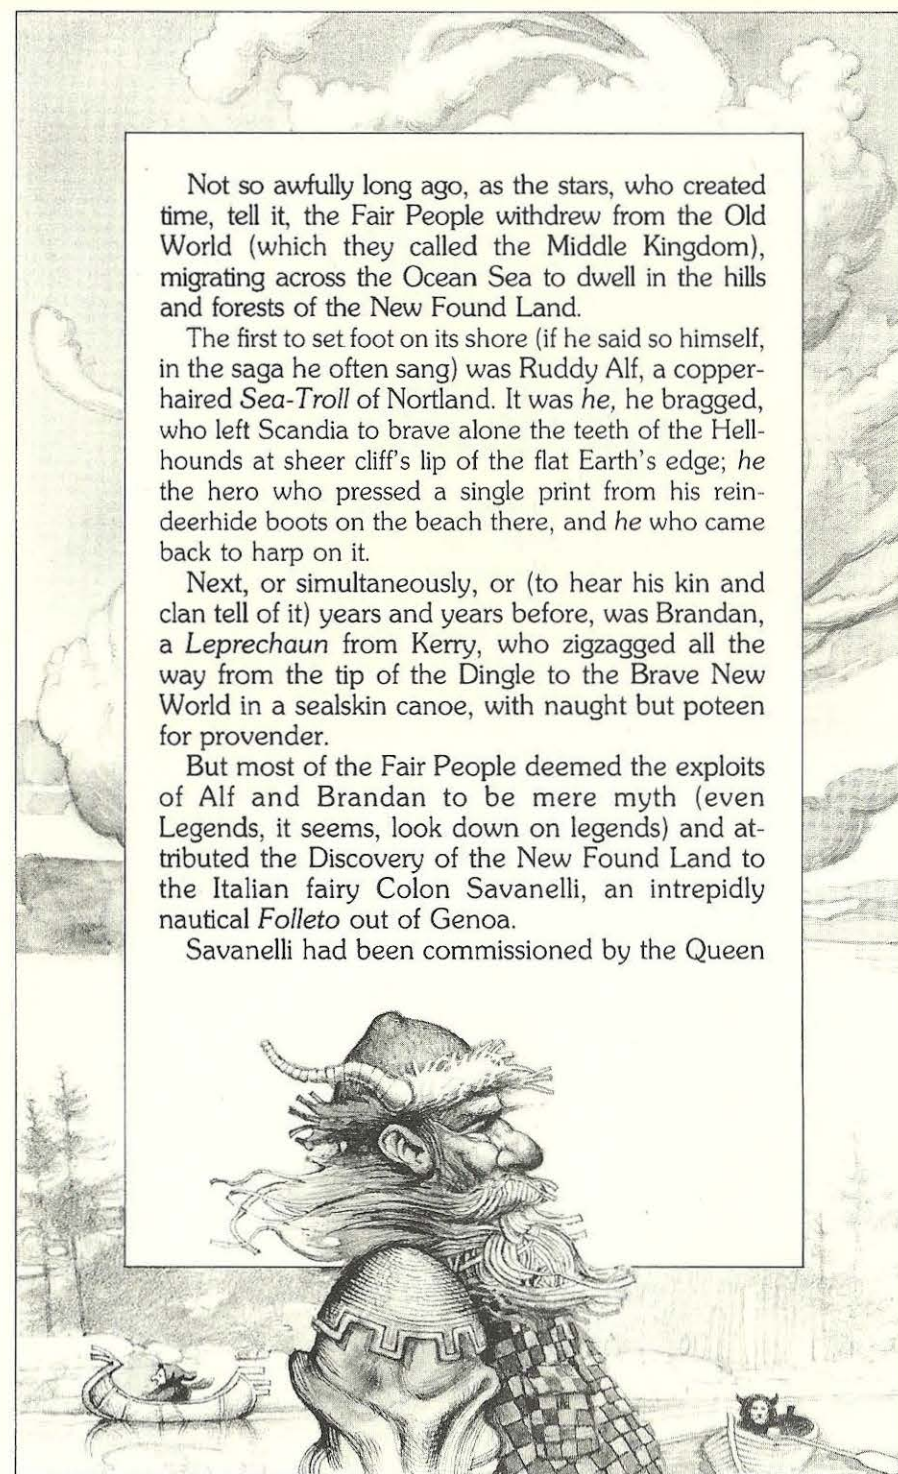 Not so awfully long ago, as the stars, who created
time, tell it, the Fair People withdrew from the Old
World (which they called the Middle Kingdom),
migrating across the Ocean Sea to dwell in the hills
and forests of the New Found Land.
The first to set foot on its shore (if he said so himself,
in the saga he often sang) was Ruddy Alf, a copper-
haired Sea-Troll of Nortland. It was he, he bragged,
who left Scandia to brave alone the teeth of the Hell-
hounds at sheer cliff's lip of the flat Earth's edge; he
the hero who pressed a single print from his rein-
deerhide boots on the beach there, and he who came
back to harp on it.
Next, or simultaneously, or (to hear his kin and
clan tell of it) years and years before, was Brandan,
a Leprechaun from Kerry, who zigzagged all the
way from the tip of the Dingle to the Brave New
World in a sealskin canoe, with naught but poteen
for provender.
But most of the Fair People deemed the exploits
of Alf and Brandan to be mere myth (even
Legends, it seems, look down on legends) and at-
tributed the Discovery of the New Found Land to
the Italian fairy Colon Savanelli, an intrepidly
nautical Folleto out of Genoa.
Savanelli had been commissioned by the Queen